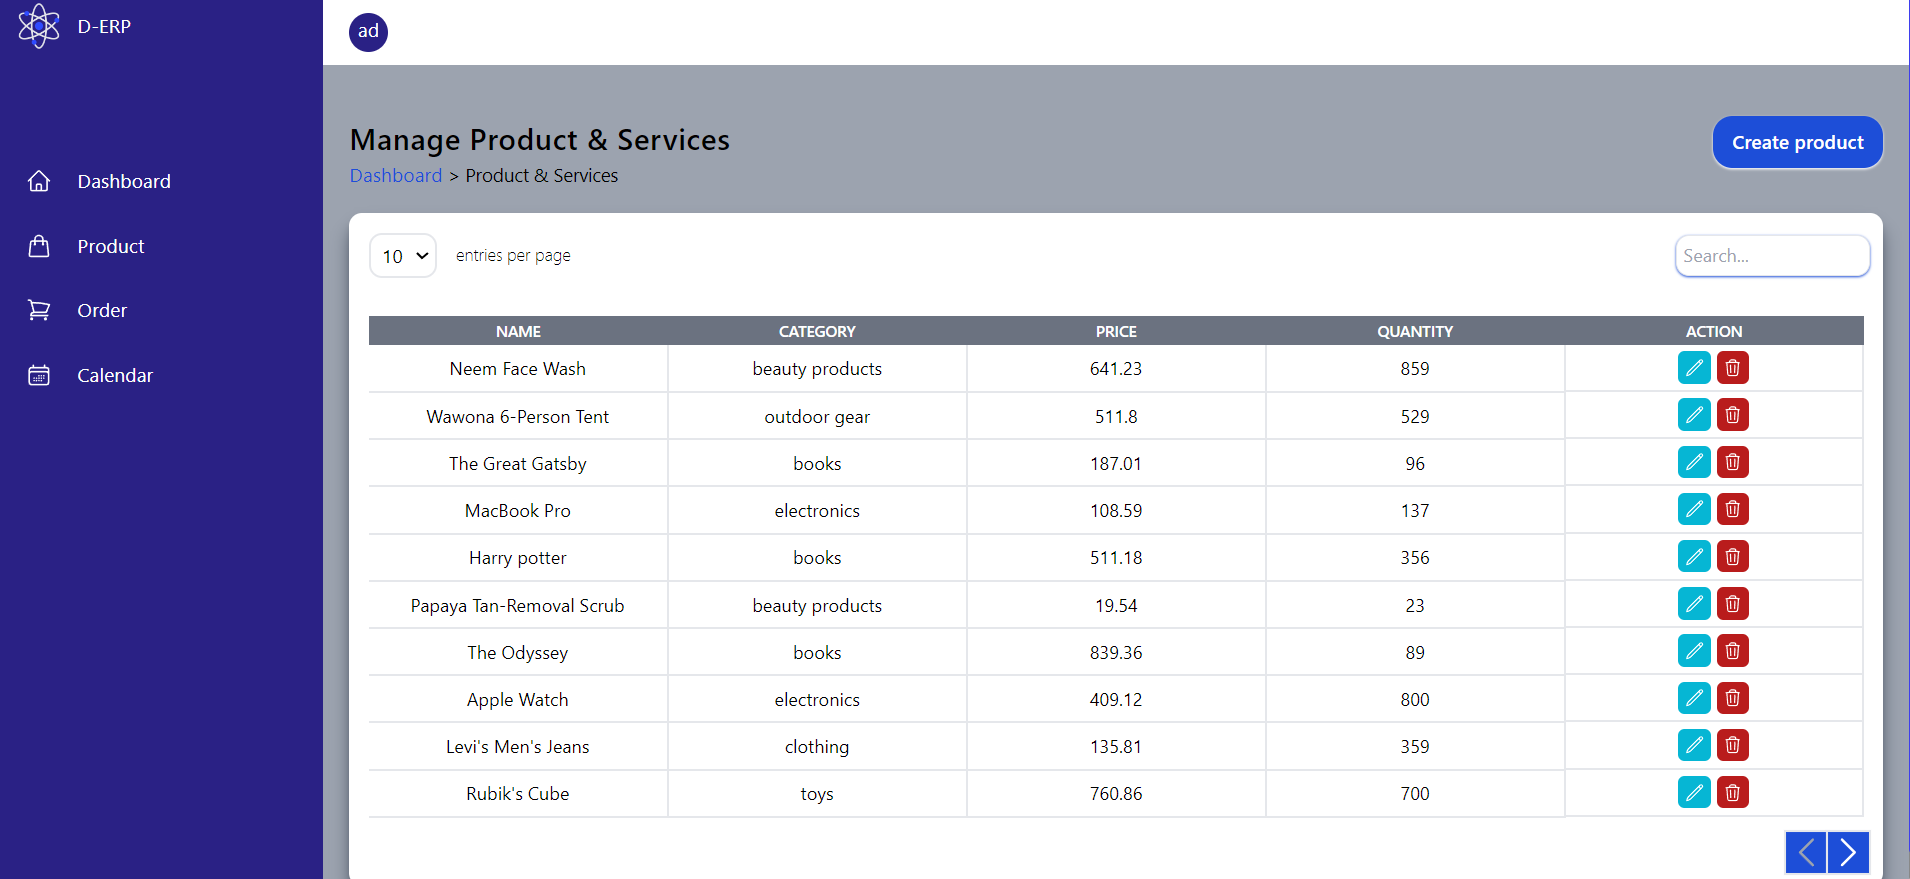 D-ERP
ad
Dashboard
Product
Order
Calendar
Manage Product & Services
Dashboard > Product & Services
Create product
10 entries per page
Search...
NAME CATEGORY PRICE QUANTITY ACTION
Neem Face Wash beauty products 641.23 859
Wawona 6-Person Tent outdoor gear 511.8 529
The Great Gatsby books 187.01 96
MacBook Pro electronics 108.59 137
Harry potter books 511.18 356
Papaya Tan-Removal Scrub beauty products 19.54 23
The Odyssey books 839.36 89
Apple Watch electronics 409.12 800
Levi's Men's Jeans clothing 135.81 359
Rubik's Cube toys 760.86 700